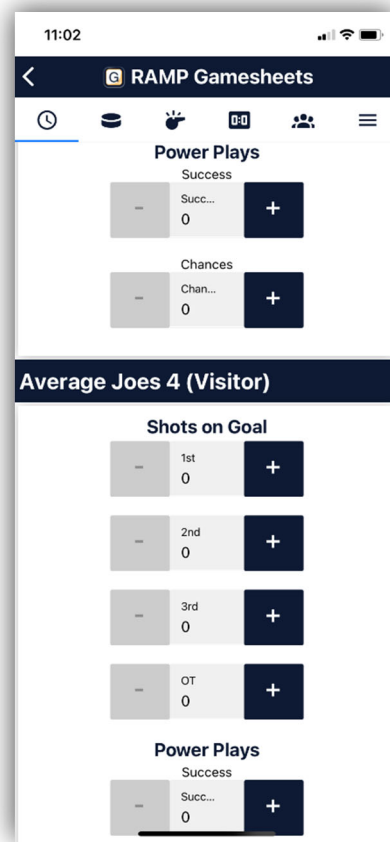 11:02
G RAMP Gamesheets
0:0
Power Plays
Success
- Succ... +
0
Chances
- Chan... +
0
Average Joes 4 (Visitor)
Shots on Goal
- 1st +
0
- 2nd +
0
- 3rd +
0
- OT +
0
Power Plays
Success
- Succ... +
0